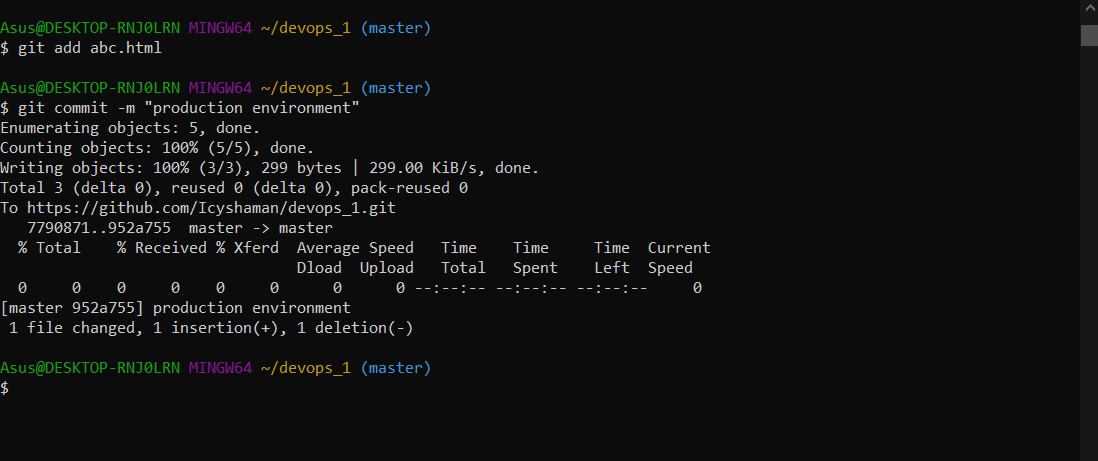 Asus@DESKTOP-RNJ0LRN MINGW64 ~/devops_1 (master)
$ git add abc.html
Asus@DESKTOP-RNJ0LRN MINGW64 ~/devops_1 (master)
$ git commit -m "production environment"
Enumerating objects: 5, done.
Counting objects: 100% (5/5), done.
Writing objects: 100% (3/3), 299 bytes | 299.00 KiB/s, done.
Total 3 (delta 0), reused 0 (delta 0), pack-reused 0
To https://github.com/Icyshaman/devops_1.git
   7790871..952a755  master -> master
  % Total    % Received % Xferd  Average Speed   Time    Time     Time  Current
                                 Dload  Upload   Total   Spent    Left  Speed
  0     0    0     0    0     0      0      0 --:--:-- --:--:-- --:--:--     0
[master 952a755] production environment
 1 file changed, 1 insertion(+), 1 deletion(-)
Asus@DESKTOP-RNJ0LRN MINGW64 ~/devops_1 (master)
$